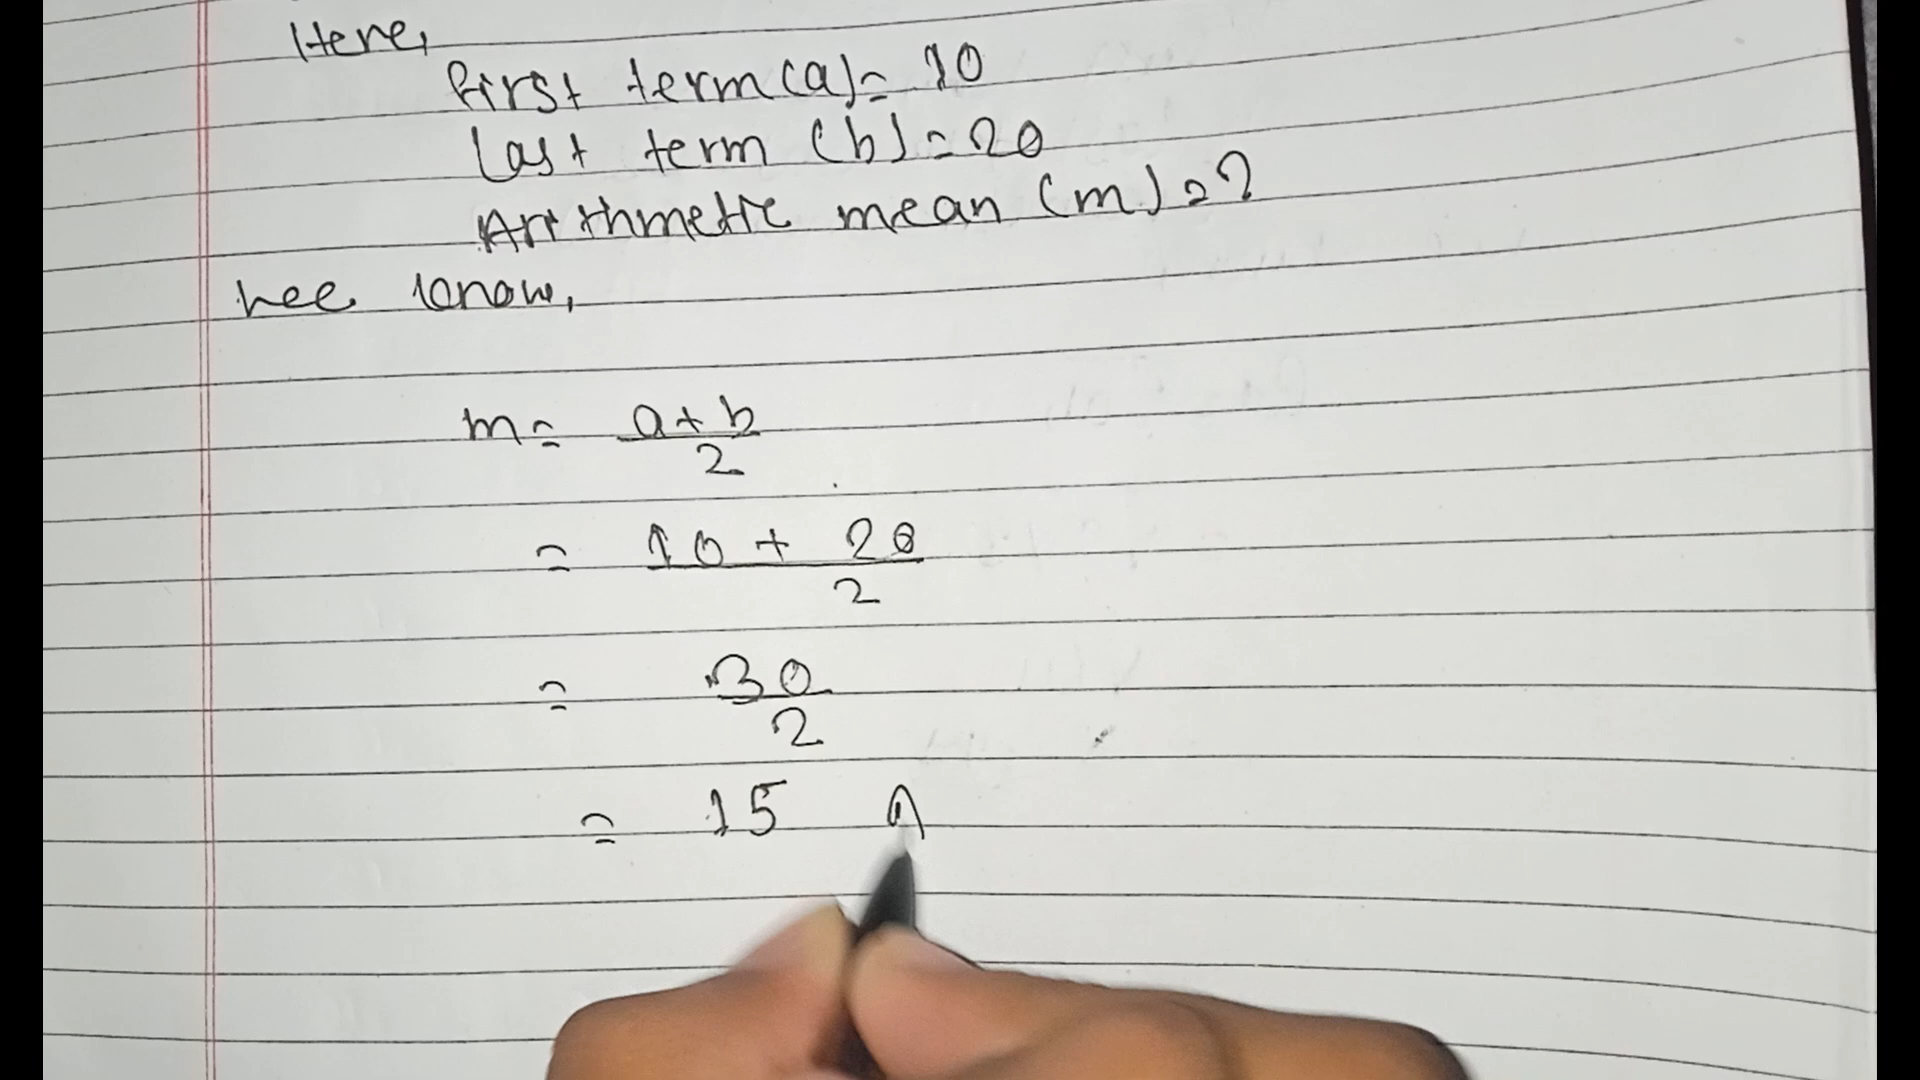 Here,
first term (a) = 10
last term (b) = 20
Arithmetic mean (m) = ?
we know,
m = a + b
2
= 10 + 20
2
= 30
2
= 15 A